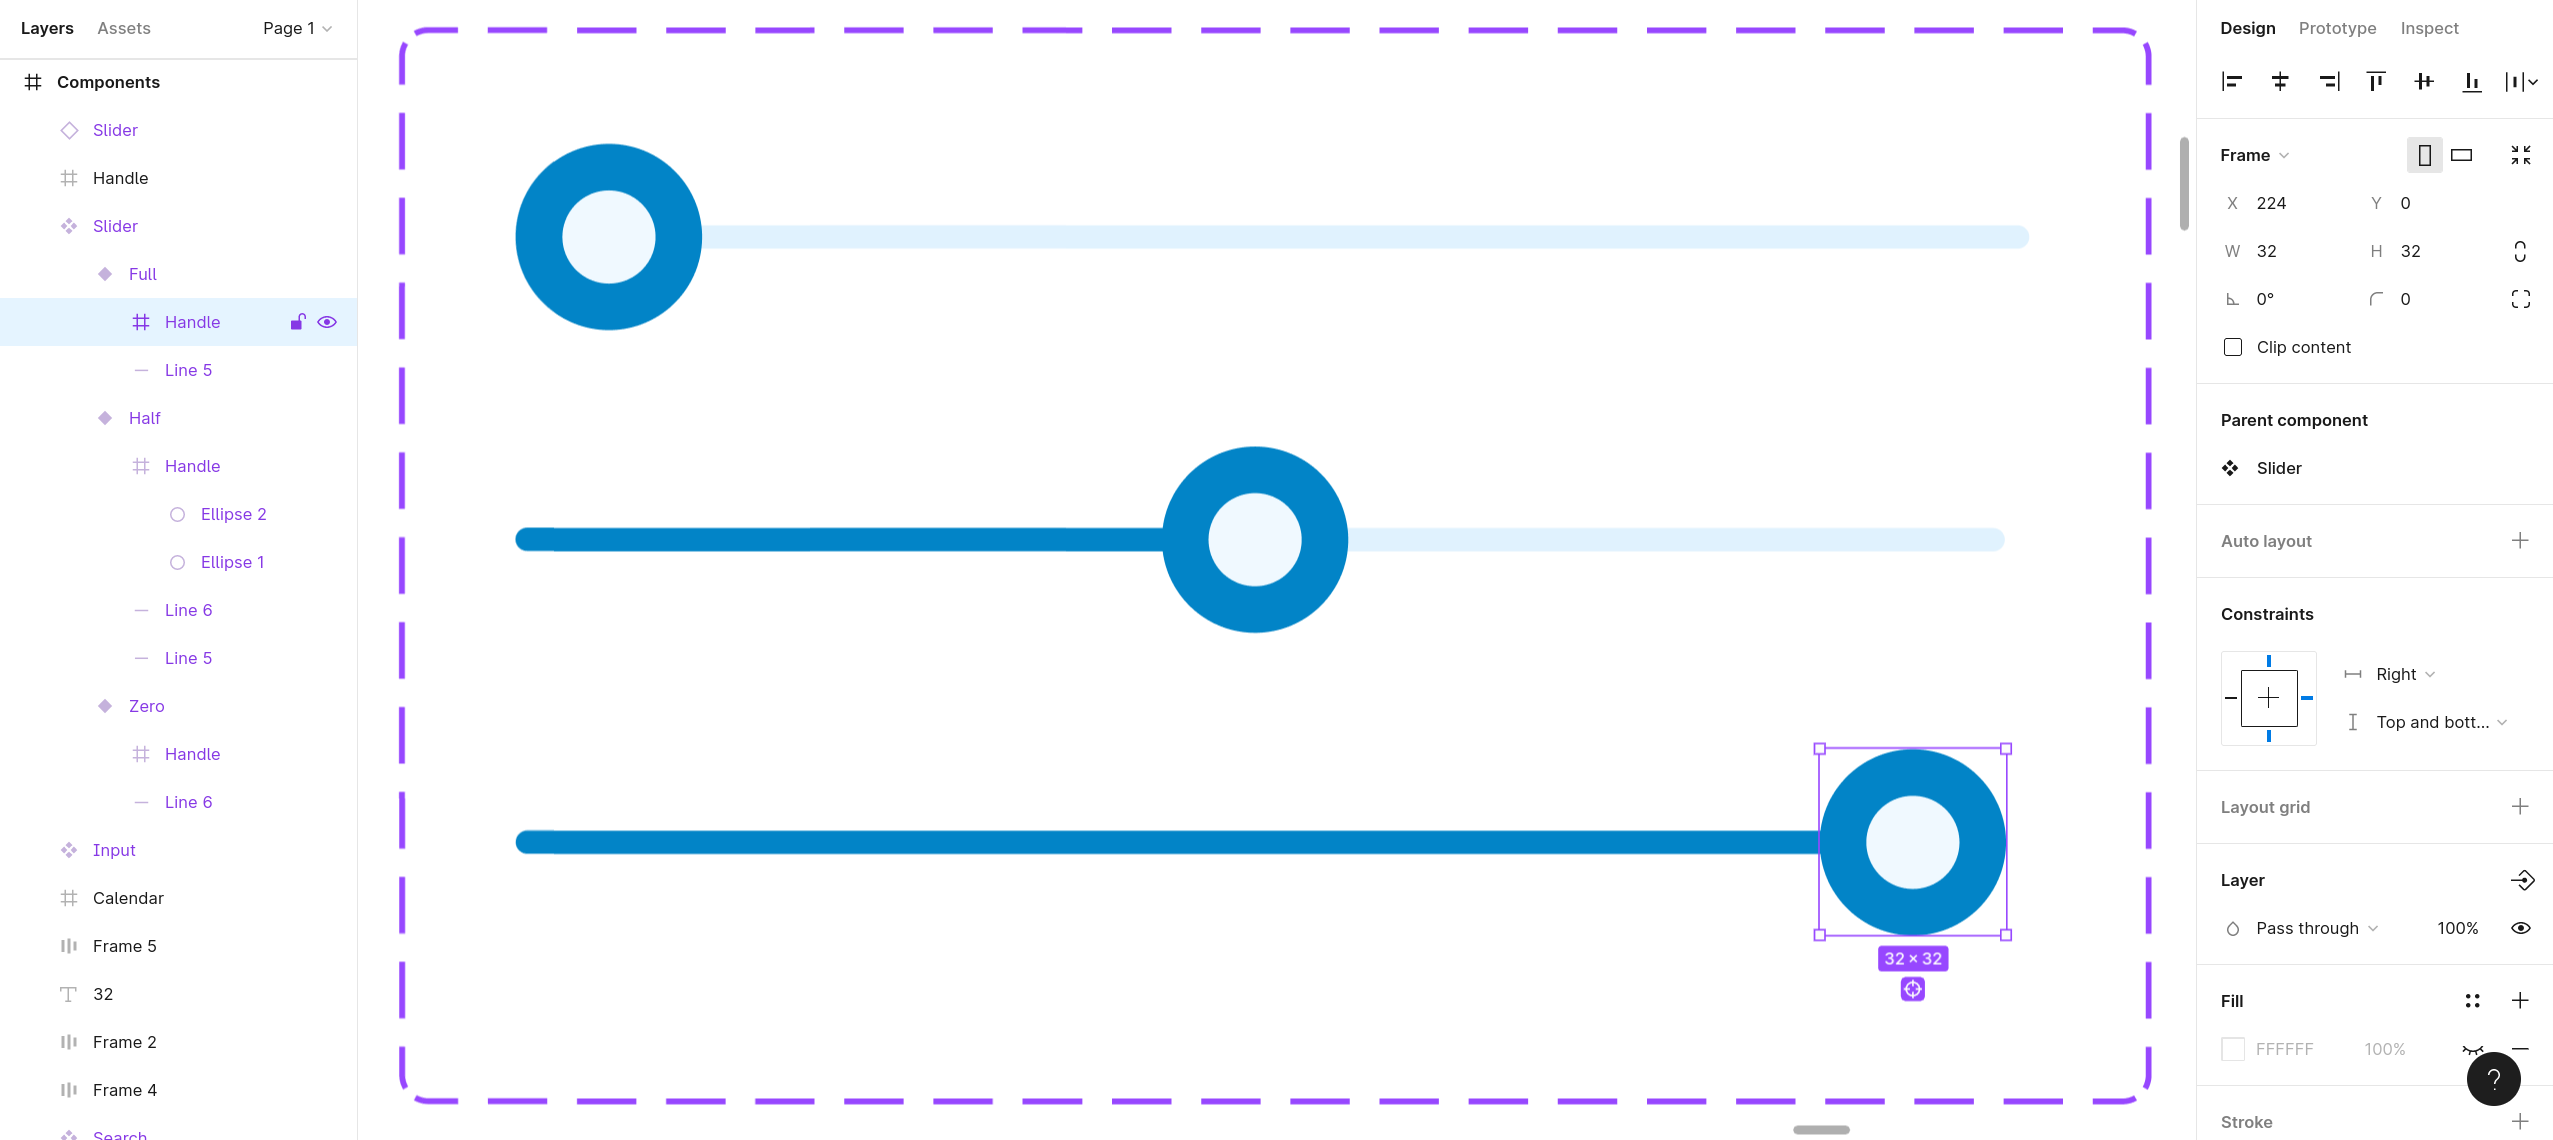 Layers Assets Page 1
Components
Slider
Handle
Slider
Full
Handle
Line 5
Half
Handle
Ellipse 2
Ellipse 1
Line 6
Line 5
Zero
Handle
Line 6
Input
Calendar
Frame 5
32
Frame 2
Frame 4
Search
32 × 32
Design Prototype Inspect
Frame
X 224 Y 0
W 32 H 32
0° 0
Clip content
Parent component
Slider
Auto layout
Constraints
Right
Top and bott...
Layout grid
Layer
Pass through 100%
Fill
FFFFFF 100%
?
Stroke